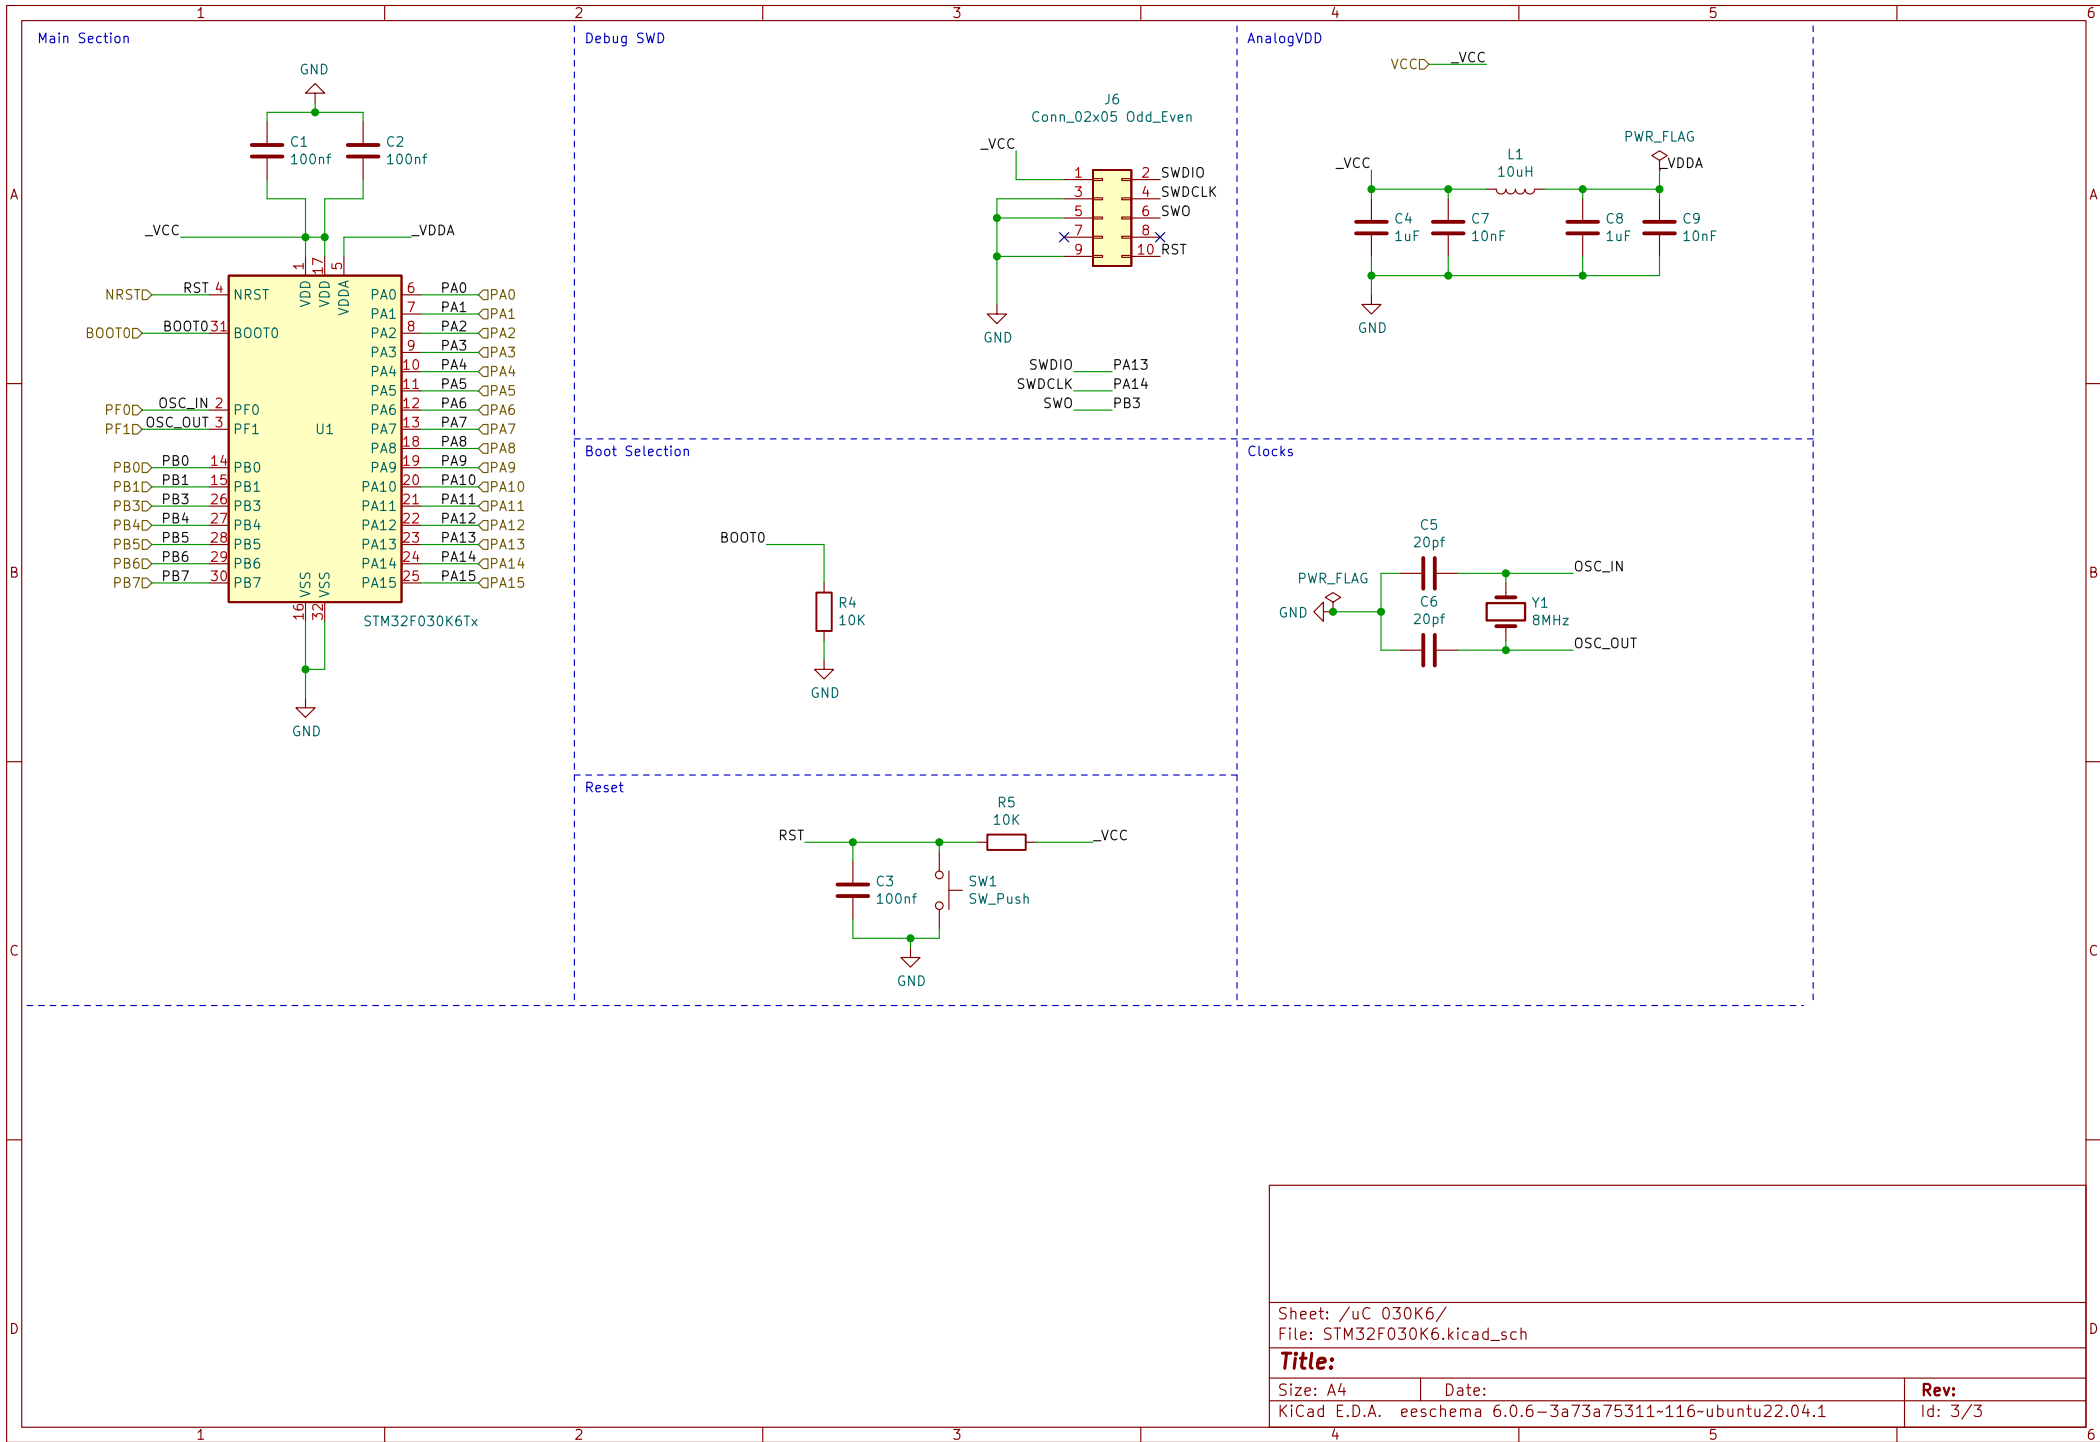 1 2 3 4 5 6
A
B
C
D
Main Section
GND
C1
100nf
C2
100nf
_VCC
_VDDA
1
17
5
VDD
VDD
VDDA
NRST RST 4 NRST
BOOT0 BOOT0 31 BOOT0
PF0 OSC_IN 2 PF0
PF1 OSC_OUT 3 PF1
PB0 PB0 14 PB0
PB1 PB1 15 PB1
PB3 PB3 26 PB3
PB4 PB4 27 PB4
PB5 PB5 28 PB5
PB6 PB6 29 PB6
PB7 PB7 30 PB7
U1
PA0 6 PA0 PA0
PA1 7 PA1 PA1
PA2 8 PA2 PA2
PA3 9 PA3 PA3
PA4 10 PA4 PA4
PA5 11 PA5 PA5
PA6 12 PA6 PA6
PA7 13 PA7 PA7
PA8 18 PA8 PA8
PA9 19 PA9 PA9
PA10 20 PA10 PA10
PA11 21 PA11 PA11
PA12 22 PA12 PA12
PA13 23 PA13 PA13
PA14 24 PA14 PA14
PA15 25 PA15 PA15
VSS
VSS
16
32
STM32F030K6Tx
GND
Debug SWD
J6
Conn_02x05 Odd_Even
_VCC
1 2 SWDIO
3 4 SWDCLK
5 6 SWO
7 8
9 10 RST
GND
SWDIO PA13
SWDCLK PA14
SWO PB3
AnalogVDD
VCC _VCC
PWR_FLAG
_VCC
L1
10uH
_VDDA
C4
1uF
C7
10nF
C8
1uF
C9
10nF
GND
Boot Selection
BOOT0
R4
10K
GND
Clocks
C5
20pf
OSC_IN
PWR_FLAG
GND
C6
20pf
Y1
8MHz
OSC_OUT
Reset
R5
10K
RST
_VCC
C3
100nf
SW1
SW_Push
GND
Sheet: /uC 030K6/
File: STM32F030K6.kicad_sch
Title:
Size: A4 Date: Rev:
KiCad E.D.A. eeschema 6.0.6-3a73a75311~116~ubuntu22.04.1 Id: 3/3
A
B
C
D
1 2 3 4 5 6